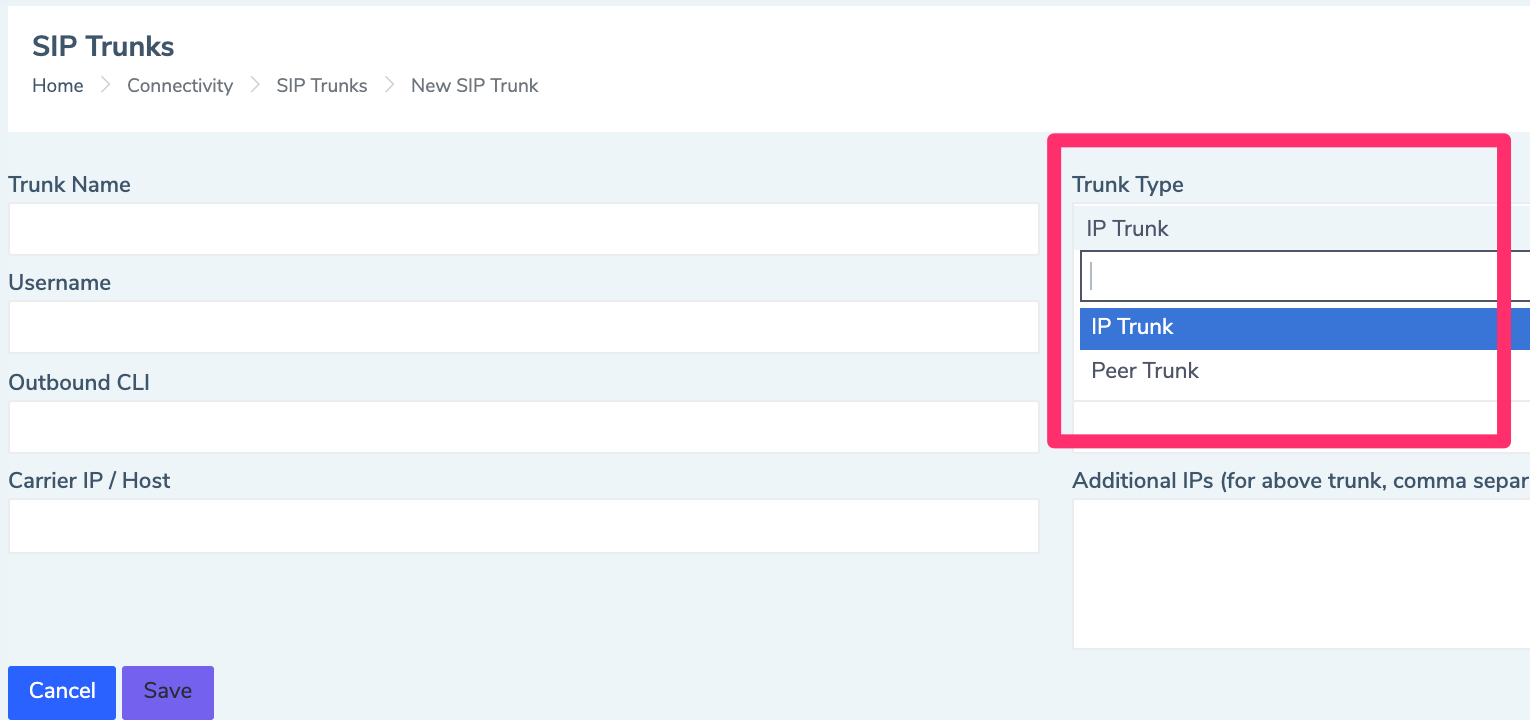 SIP Trunks
Home > Connectivity > SIP Trunks > New SIP Trunk
Trunk Name
Trunk Type
IP Trunk
IP Trunk
Peer Trunk
Username
Outbound CLI
Carrier IP / Host
Additional IPs (for above trunk, comma separ
Cancel
Save